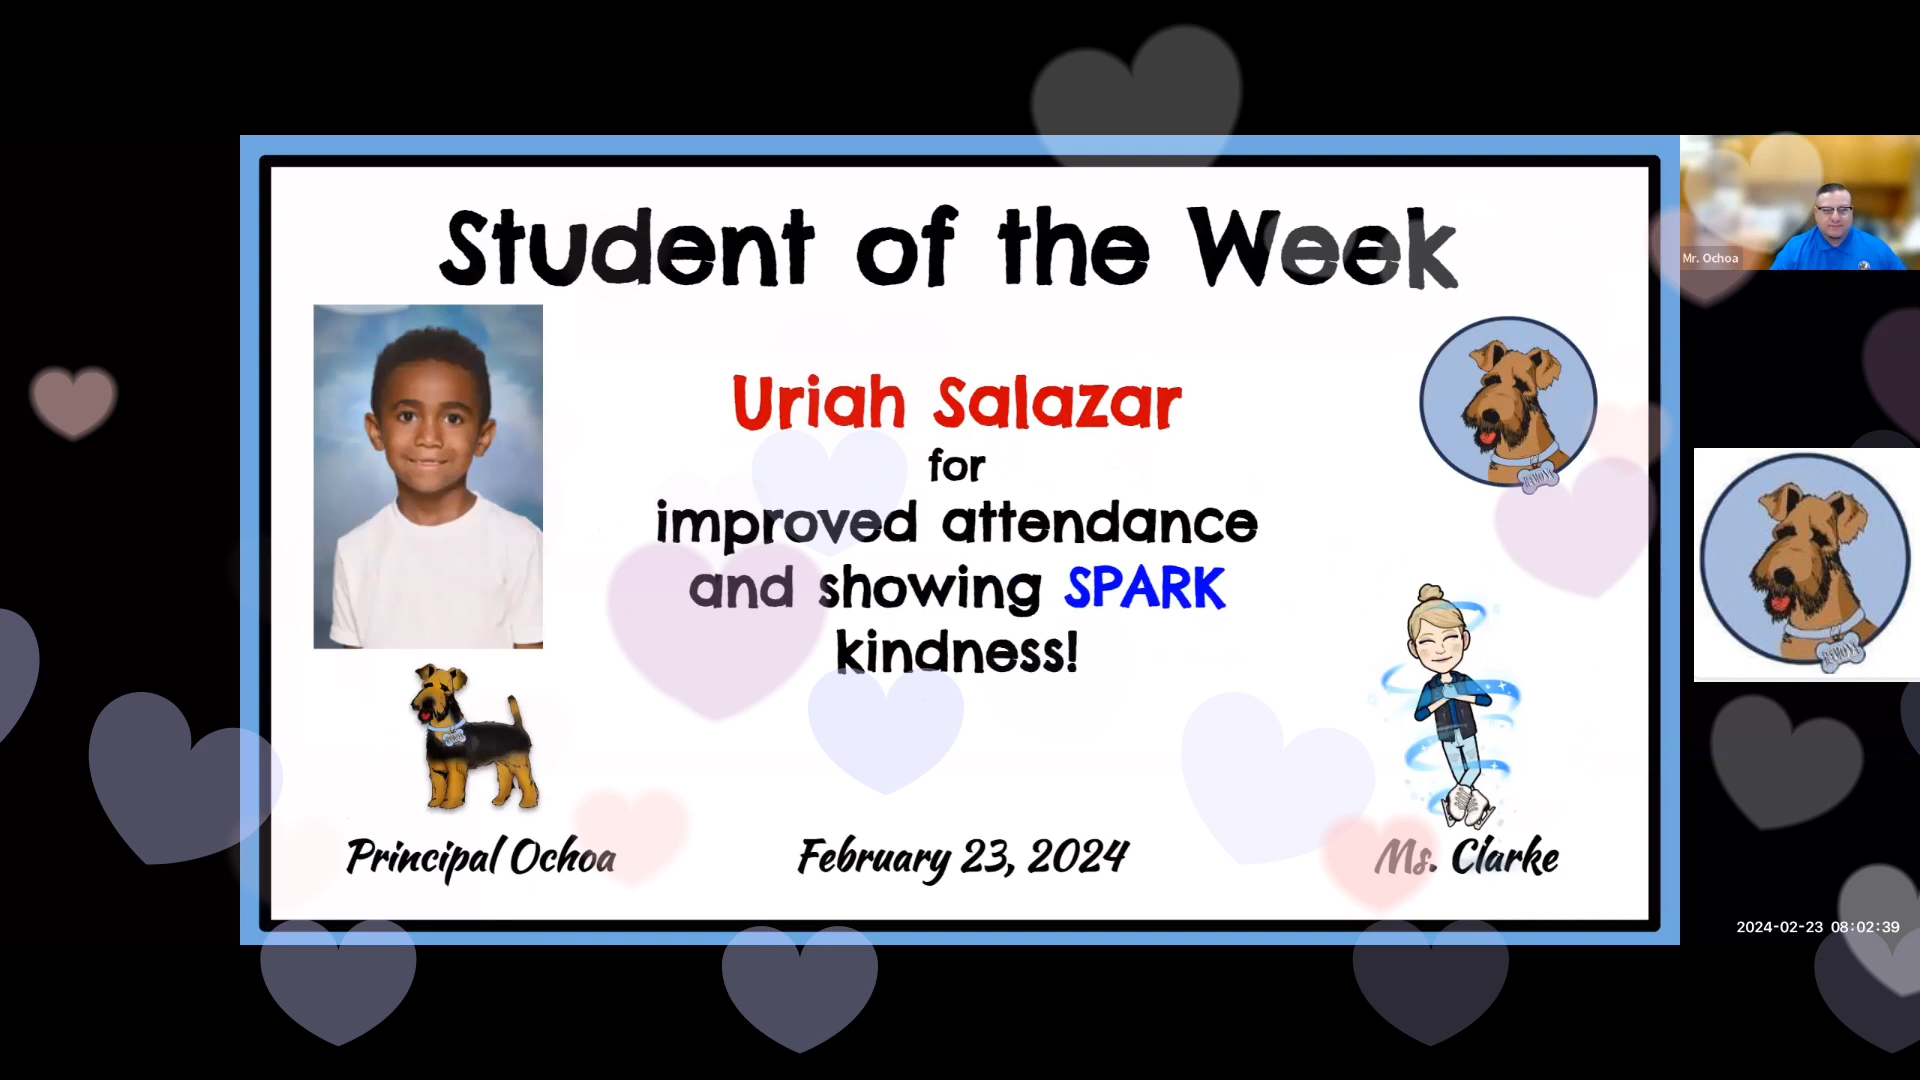 Student of the Week
Uriah Salazar
for
improved attendance
and showing SPARK
kindness!
Principal Ochoa
February 23, 2024
Ms. Clarke
Mr. Ochoa
RAMONA
2024-02-23 08:02:39